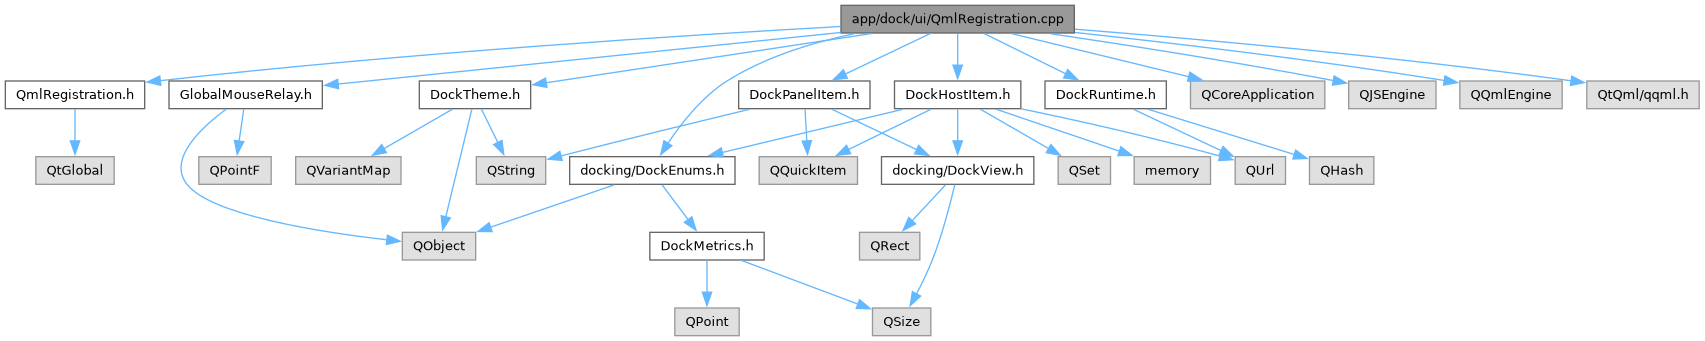 app/dock/ui/QmlRegistration.cpp
QmlRegistration.h
GlobalMouseRelay.h
DockTheme.h
DockPanelItem.h
DockHostItem.h
DockRuntime.h
QCoreApplication
QJSEngine
QQmlEngine
QtQml/qqml.h
QtGlobal
QPointF
QVariantMap
QString
docking/DockEnums.h
QQuickItem
docking/DockView.h
QSet
memory
QUrl
QHash
QObject
DockMetrics.h
QRect
QPoint
QSize